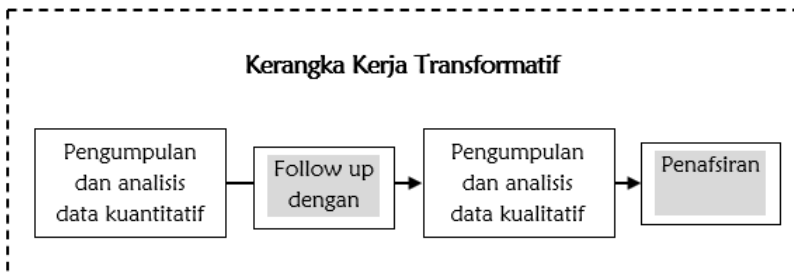 Kerangka Kerja Transformatif
Pengumpulan
dan analisis
data kuantitatif
Follow up
dengan
Pengumpulan
dan analisis
data kualitatif
Penafsiran